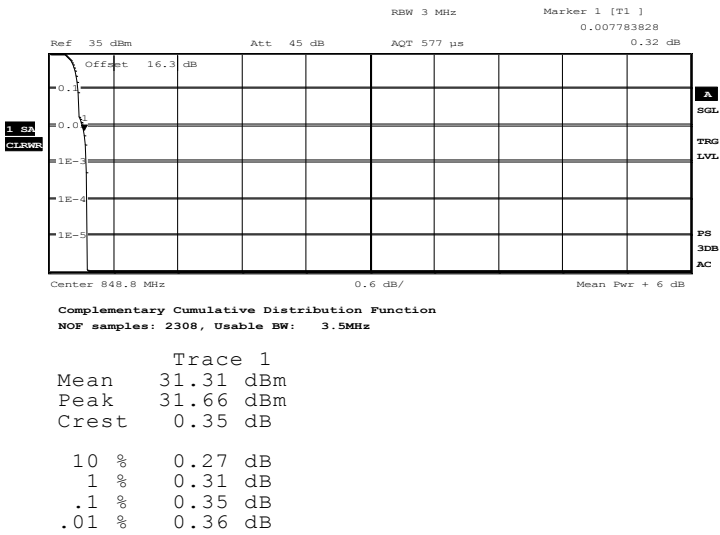 RBW 3 MHz Marker 1 [T1 ]
0.007783828
Ref 35 dBm Att 45 dB AQT 577 µs 0.32 dB
Offset 16.3 dB
0.1
A
SGL
1
0.01
1 SA
CLRWR
TRG
LVL
1E-3
1E-4
1E-5
PS
3DB
AC
Center 848.8 MHz 0.6 dB/ Mean Pwr + 6 dB
Complementary Cumulative Distribution Function
NOF samples: 2308, Usable BW: 3.5MHz
Trace 1
Mean 31.31 dBm
Peak 31.66 dBm
Crest 0.35 dB
10 % 0.27 dB
1 % 0.31 dB
.1 % 0.35 dB
.01 % 0.36 dB